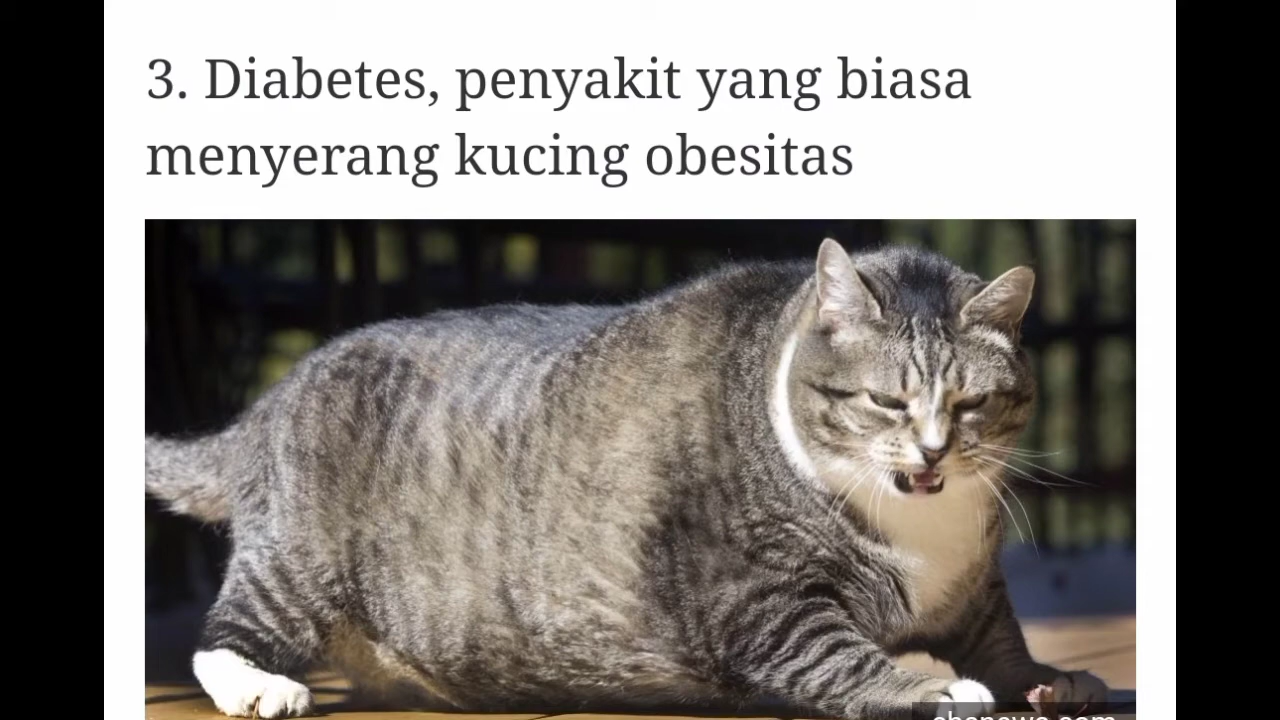 3. Diabetes, penyakit yang biasa
menyerang kucing obesitas